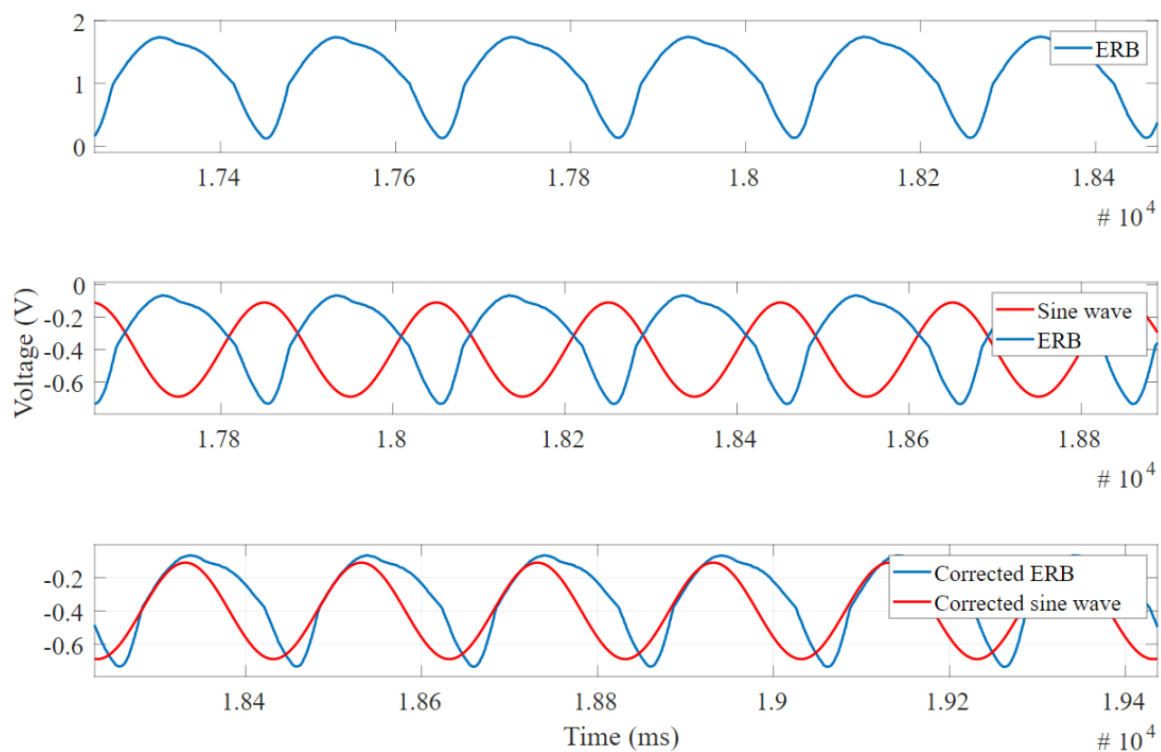 2
1
0
ERB
1.74 1.76 1.78 1.8 1.82 1.84
# 10^4
Voltage (V)
0
-0.2
-0.4
-0.6
Sine wave
ERB
1.78 1.8 1.82 1.84 1.86 1.88
# 10^4
-0.2
-0.4
-0.6
Corrected ERB
Corrected sine wave
1.84 1.86 1.88 1.9 1.92 1.94
Time (ms)
# 10^4